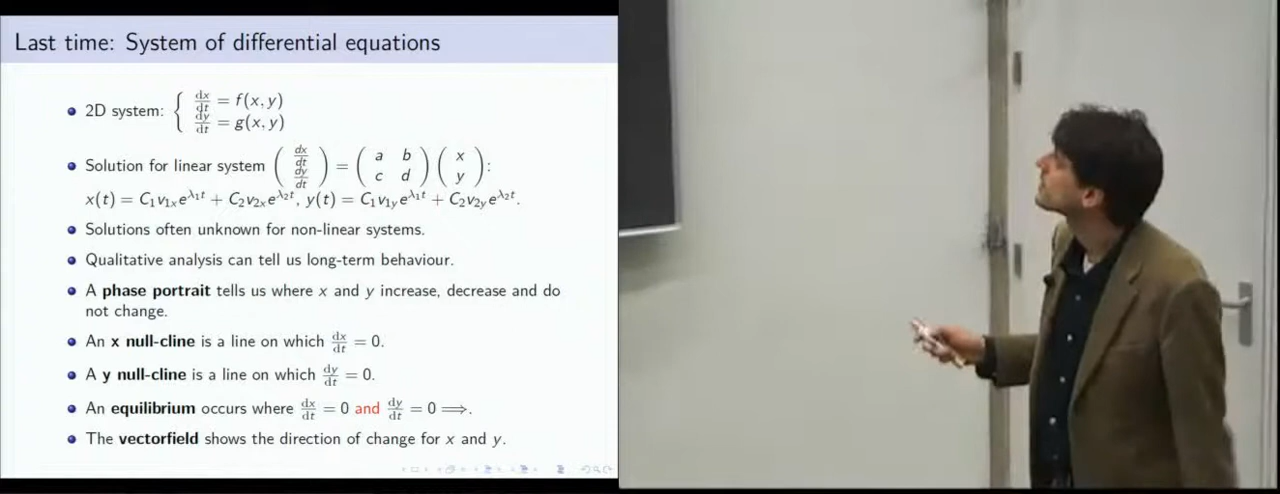 Last time: System of differential equations
2D system: { dx/dt = f(x, y)
dy/dt = g(x, y)
Solution for linear system ( dx/dt dy/dt ) = ( a b c d ) ( x y ):
x(t) = C₁v₁ₓe^λ₁t + C₂v₂ₓe^λ₂t, y(t) = C₁v₁ᵧe^λ₁t + C₂v₂ᵧe^λ₂t.
Solutions often unknown for non-linear systems.
Qualitative analysis can tell us long-term behaviour.
A phase portrait tells us where x and y increase, decrease and do
not change.
An x null-cline is a line on which dx/dt = 0.
A y null-cline is a line on which dy/dt = 0.
An equilibrium occurs where dx/dt = 0 and dy/dt = 0 ⟹.
The vectorfield shows the direction of change for x and y.